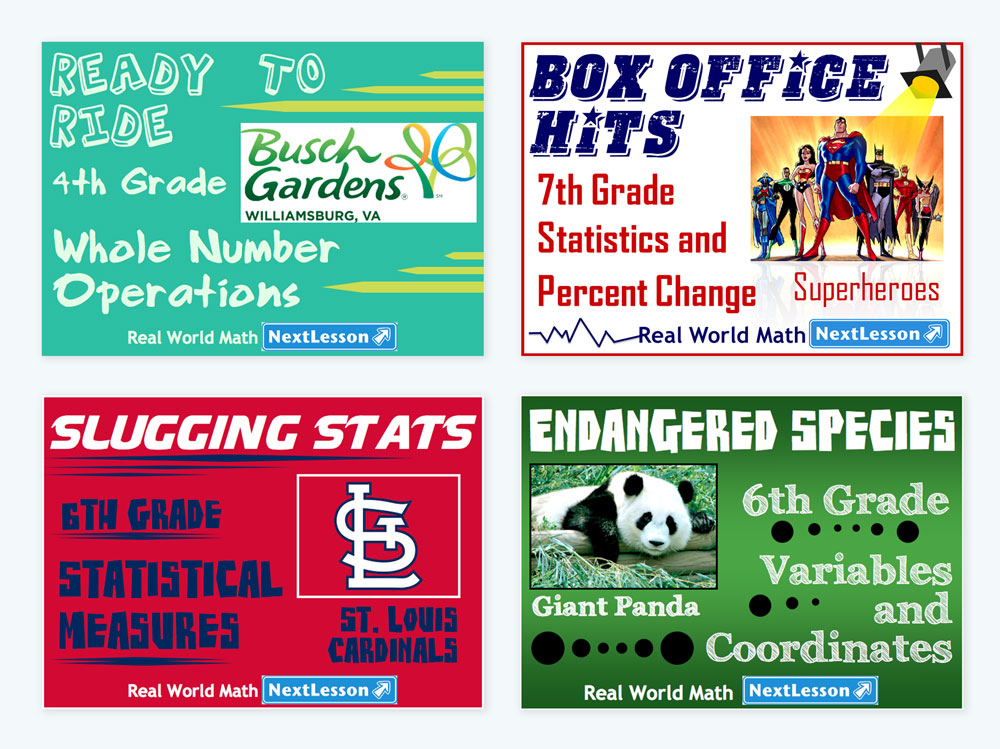 READY TO
RIDE
Busch
Gardens®
SM
WILLIAMSBURG, VA
4th Grade
Whole Number
Operations
Real World Math NextLesson
BOX OFFiCE
HiTS
7th Grade
Statistics and
Percent Change
Superheroes
Real World Math NextLesson
SLUGGING STATS
6TH GRADE
STATISTICAL
MEASURES
STL
ST. LOUIS
CARDINALS
Real World Math NextLesson
ENDANGERED SPECIES
6th Grade
Variables
and
Coordinates
Giant Panda
Real World Math NextLesson